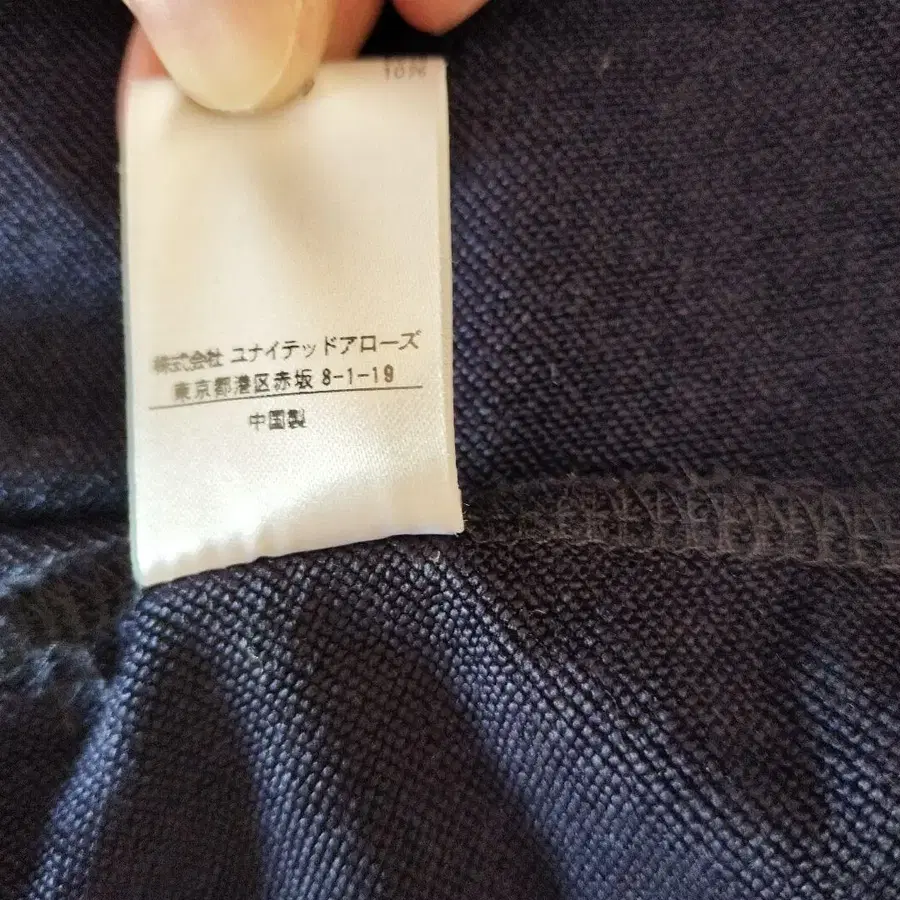 10%
株式会社 ユナイテッドアローズ
東京都港区赤坂 8-1-19
中国製